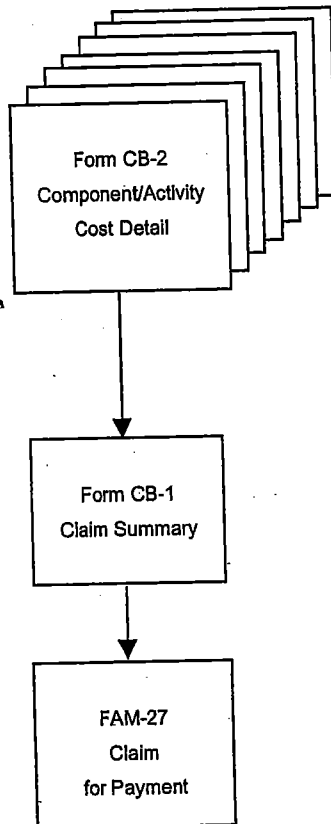 Form CB-2
Component/Activity
Cost Detail
Form CB-1
Claim Summary
FAM-27
Claim
for Payment